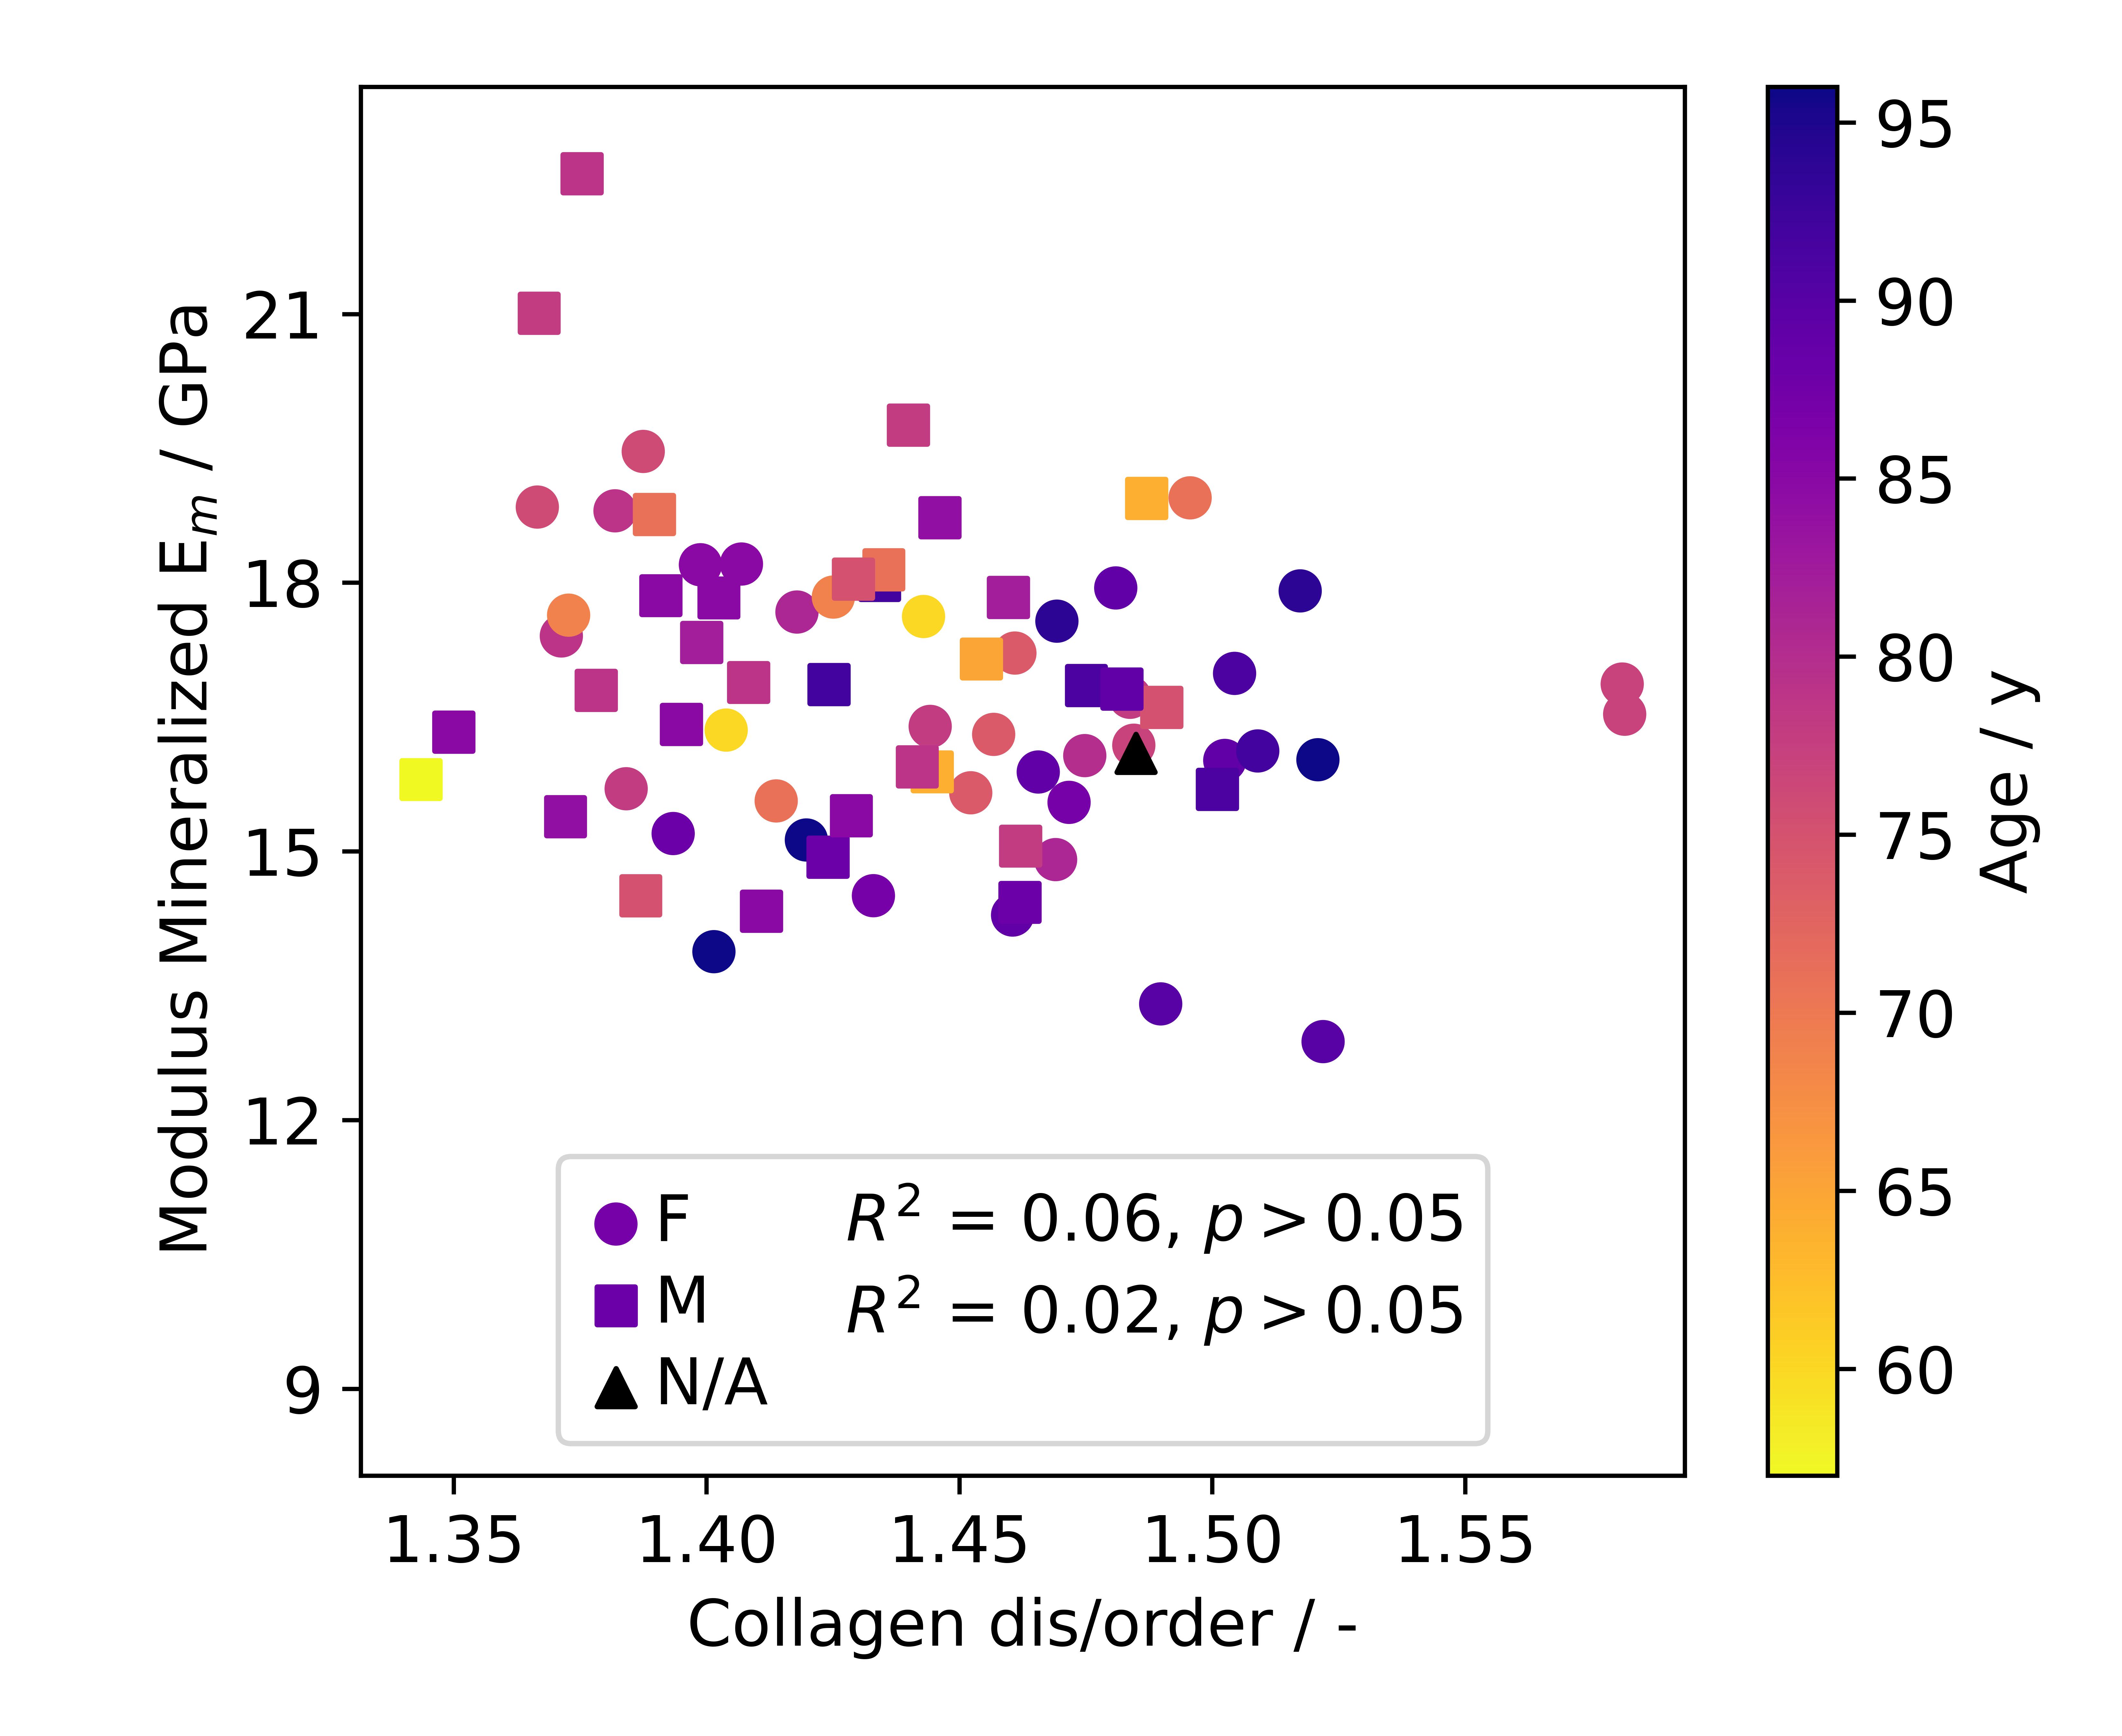 Modulus Mineralized Eₘ / GPa
21
18
15
12
9
1.35 1.40 1.45 1.50 1.55
Collagen dis/order / -
F R² = 0.06, p > 0.05
M R² = 0.02, p > 0.05
N/A
95
90
85
80
75
70
65
60
Age / y